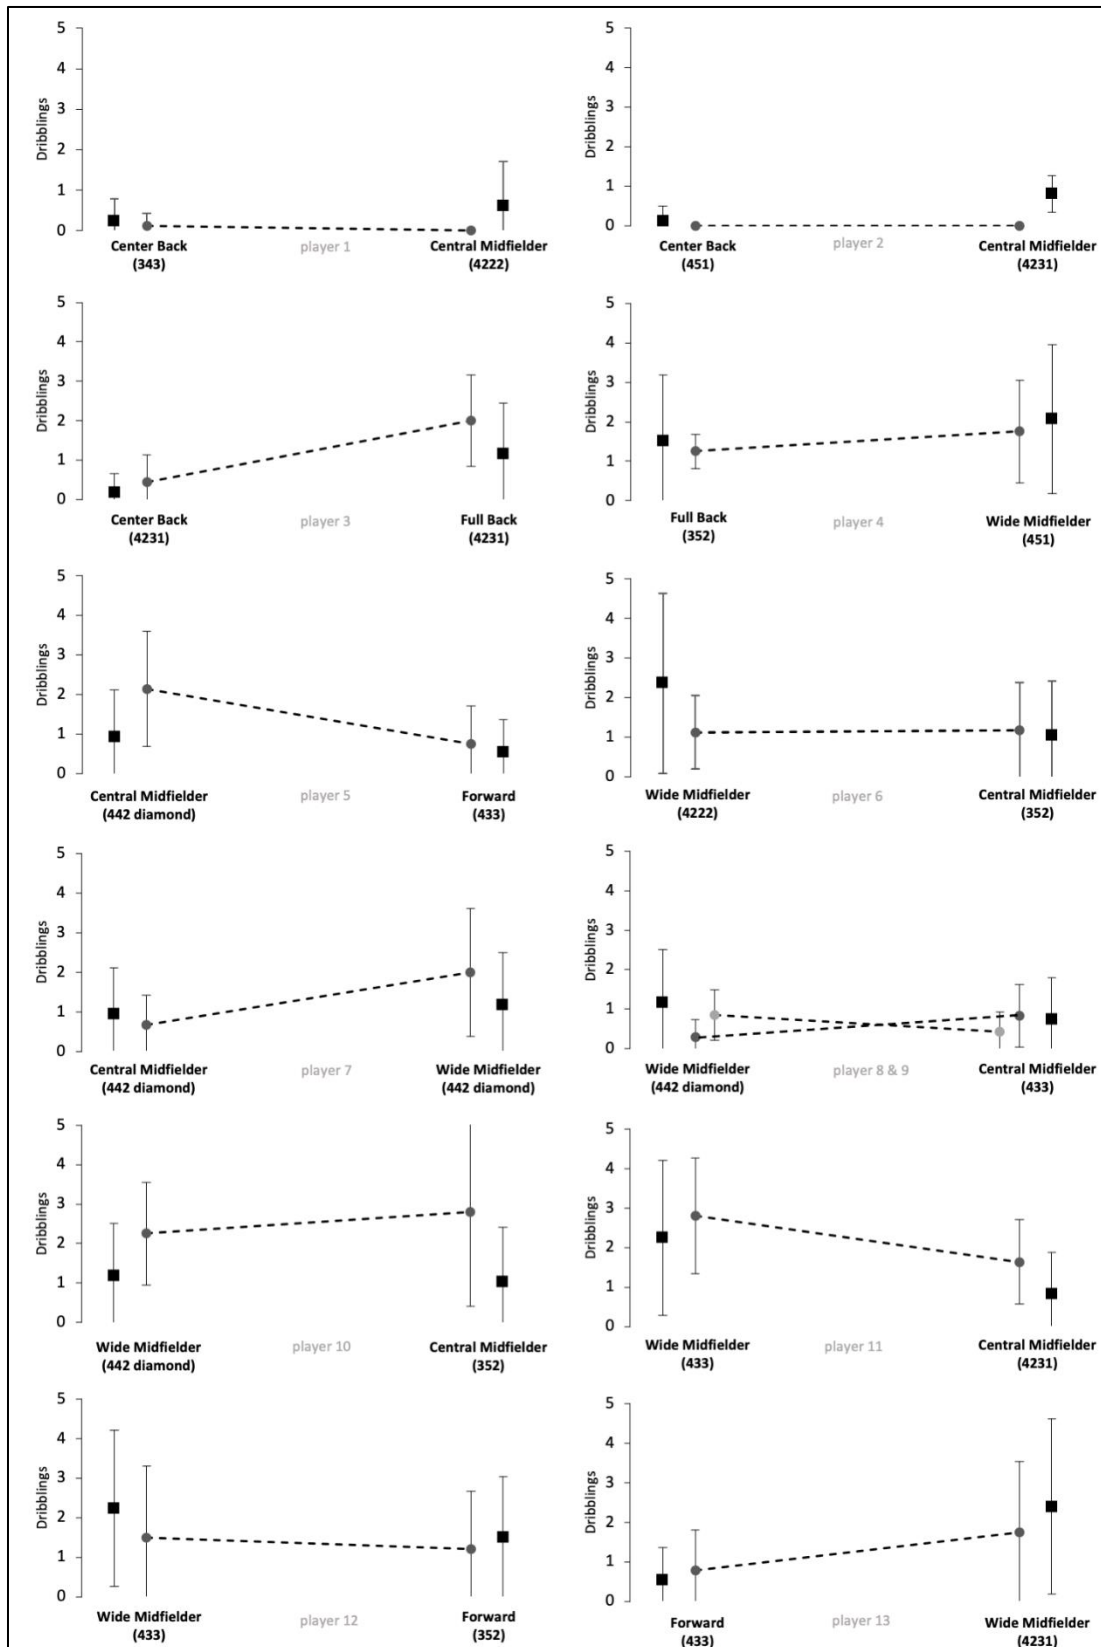 5
4
3
2
1
0
Dribblings
Center Back
(343)
player 1
Central Midfielder
(4222)
5
4
3
2
1
0
Dribblings
Center Back
(451)
player 2
Central Midfielder
(4231)
5
4
3
2
1
0
Dribblings
Center Back
(4231)
player 3
Full Back
(4231)
5
4
3
2
1
0
Dribblings
Full Back
(352)
player 4
Wide Midfielder
(451)
5
4
3
2
1
0
Dribblings
Central Midfielder
(442 diamond)
player 5
Forward
(433)
5
4
3
2
1
0
Dribblings
Wide Midfielder
(4222)
player 6
Central Midfielder
(352)
5
4
3
2
1
0
Dribblings
Central Midfielder
(442 diamond)
player 7
Wide Midfielder
(442 diamond)
5
4
3
2
1
0
Dribblings
Wide Midfielder
(442 diamond)
player 8 & 9
Central Midfielder
(433)
5
4
3
2
1
0
Dribblings
Wide Midfielder
(442 diamond)
player 10
Central Midfielder
(352)
5
4
3
2
1
0
Dribblings
Wide Midfielder
(433)
player 11
Central Midfielder
(4231)
5
4
3
2
1
0
Dribblings
Wide Midfielder
(433)
player 12
Forward
(352)
5
4
3
2
1
0
Dribblings
Forward
(433)
player 13
Wide Midfielder
(4231)